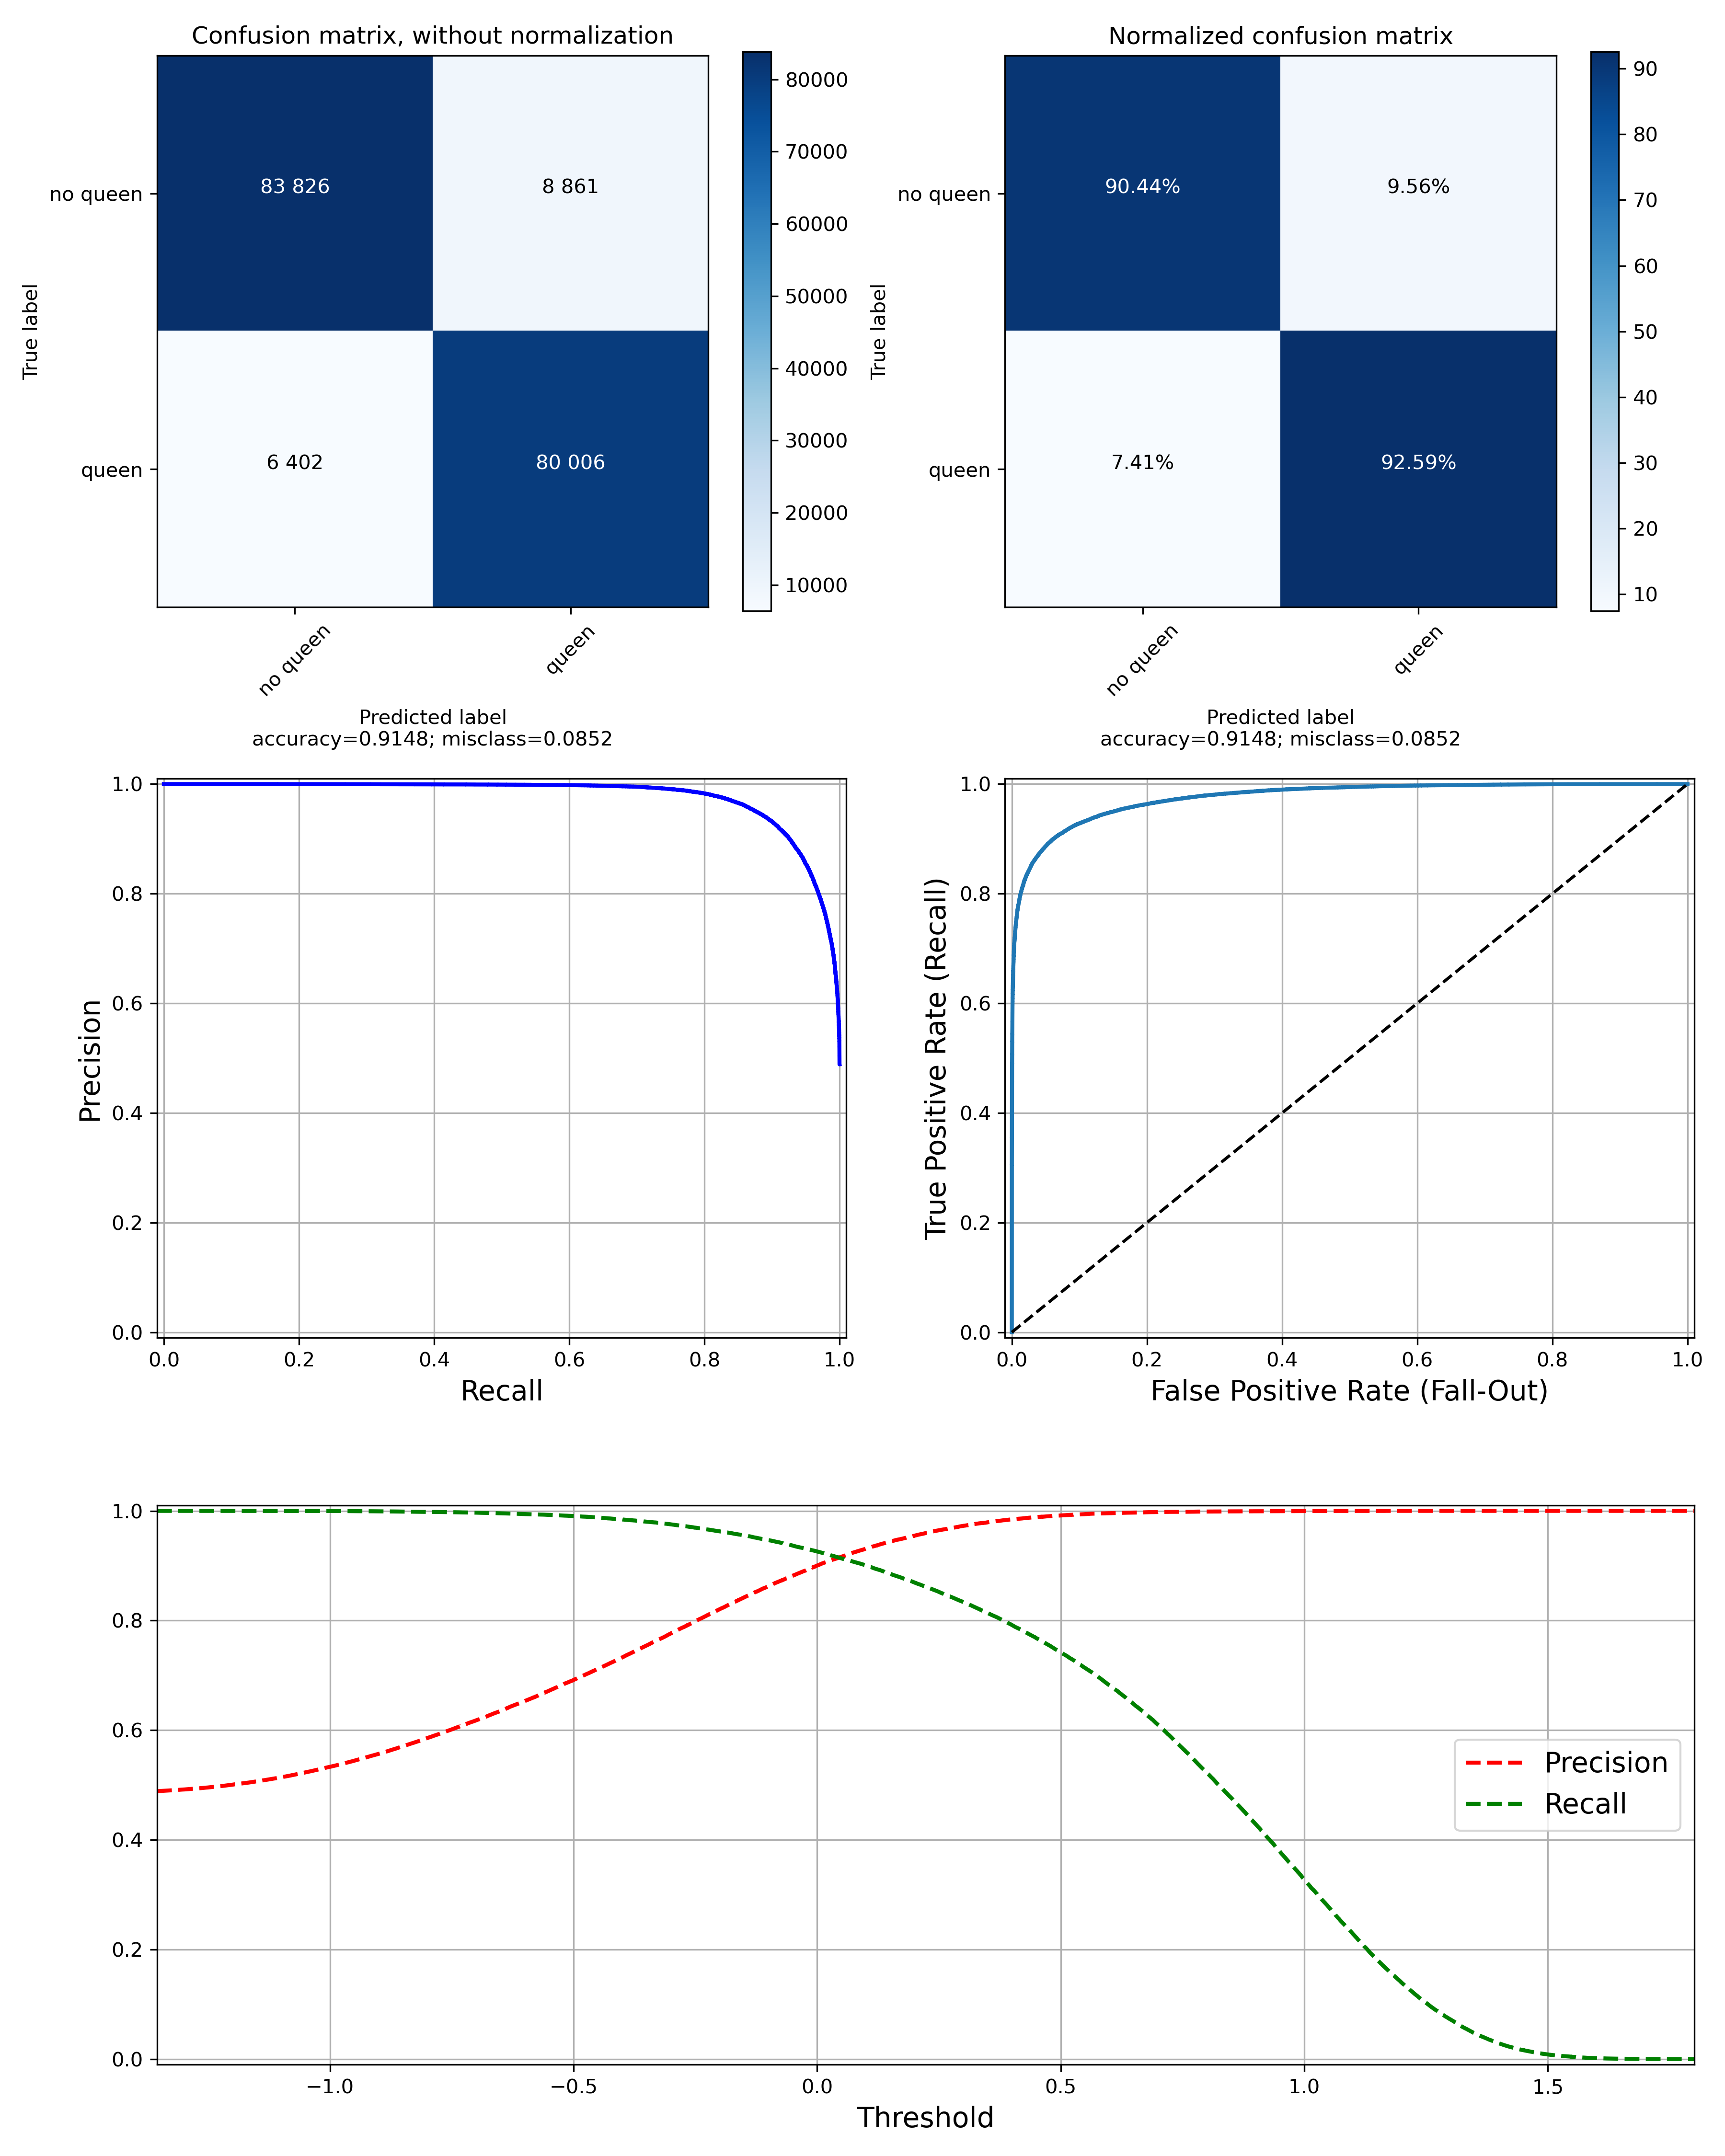 Confusion matrix, without normalization
True label
no queen
queen
83 826
8 861
6 402
80 006
no queen
queen
Predicted label
accuracy=0.9148; misclass=0.0852
80000
70000
60000
50000
40000
30000
20000
10000
Normalized confusion matrix
True label
no queen
queen
90.44%
9.56%
7.41%
92.59%
no queen
queen
Predicted label
accuracy=0.9148; misclass=0.0852
90
80
70
60
50
40
30
20
10
Precision
1.0
0.8
0.6
0.4
0.2
0.0
0.0 0.2 0.4 0.6 0.8 1.0
Recall
True Positive Rate (Recall)
1.0
0.8
0.6
0.4
0.2
0.0
0.0 0.2 0.4 0.6 0.8 1.0
False Positive Rate (Fall-Out)
1.0
0.8
0.6
0.4
0.2
0.0
Precision
Recall
−1.0 −0.5 0.0 0.5 1.0 1.5
Threshold